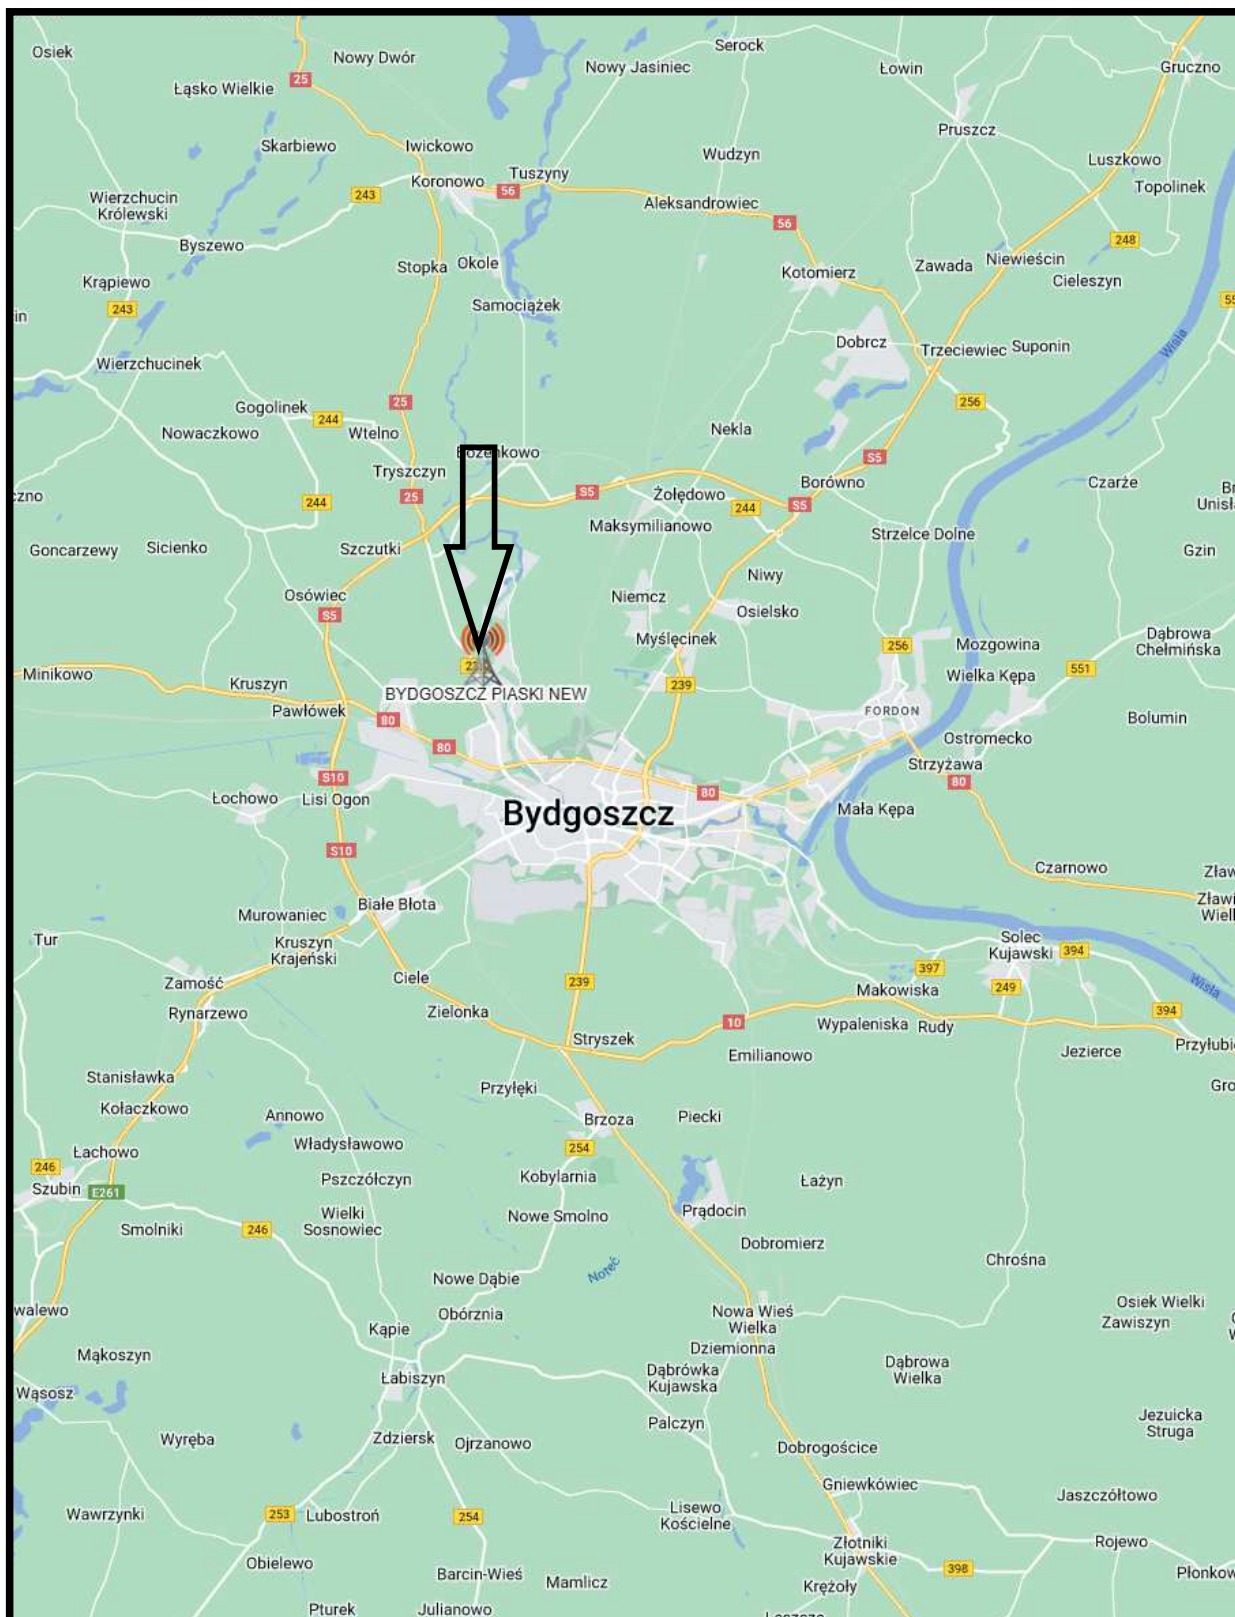 Osiek
Nowy Dwór
Serock
Nowy Jasiniec
Łowin
Gruczno
25
Łąsko Wielkie
Pruszcz
Skarbiewo
Iwickowo
Wudzyn
Luszkowo
Tuszyny
Koronowo
56
Topolinek
243
Wierzchucin
Królewski
Aleksandrowiec
56
Byszewo
248
Stopka
Okole
Kotomierz
Zawada
Niewieścin
Krąpiewo
Cieleszyn
243
Samociążek
in
Wisła
Dobrcz
Trzeciewiec
Suponin
Wierzchucinek
25
256
Gogolinek
244
Nowaczkowo
Wtelno
Nekla
S5
Tryszczyn
Borówno
Czarże
25
S5
Żołędowo
244
S5
244
Maksymilianowo
Strzelce Dolne
Goncarzewy
Sicienko
Szczutki
Gzin
Niwy
Osówiec
Niemcz
Osielsko
S5
Myślęcinek
256
Mozgowina
Dąbrowa
Chełmińska
Minikowo
551
Kruszyn
BYDGOSZCZ PIASKI NEW
239
Wielka Kępa
Pawłówek
80
FORDON
Bolumin
80
Ostromecko
Strzyżawa
S10
80
80
Łochowo
Lisi Ogon
Bydgoszcz
Mała Kępa
S10
Czarnowo
Białe Błota
Murowaniec
Tur
Kruszyn
Krajeński
Solec
Kujawski
394
397
Zamość
Ciele
239
249
Makowiska
Wisła
Rynarzewo
Zielonka
10
Wypaleniska
Rudy
394
Stryszek
Emilianowo
Jezierce
Stanisławka
Przyłęki
Kołaczkowo
Annowo
Brzoza
Piecki
Łachowo
Władysławowo
254
246
Szubin
E261
Pszczółczyn
Kobylarnia
Łażyn
Smolniki
246
Wielki
Sosnowiec
Nowe Smolno
Prądocin
Dobromierz
Chrośna
Noteć
Nowe Dąbie
walewo
Obórznia
Nowa Wieś
Wielka
Osiek Wielki
Zawiszyn
Kąpie
Mąkoszyn
Dziemionna
Dąbrówka
Kujawska
Dąbrowa
Wielka
Łabiszyn
Wąsosz
Palczyn
Jezuicka
Struga
Wyręba
Zdziersk
Ojrzanowo
Dobrogościce
Gniewkówiec
Jaszczółtowo
Wawrzynki
253
Lubostroń
254
Lisewo
Kościelne
Złotniki
Kujawskie
Rojewo
Obielewo
Barcin-Wieś
Mamlicz
398
Krężoły
Pturek
Julianowo